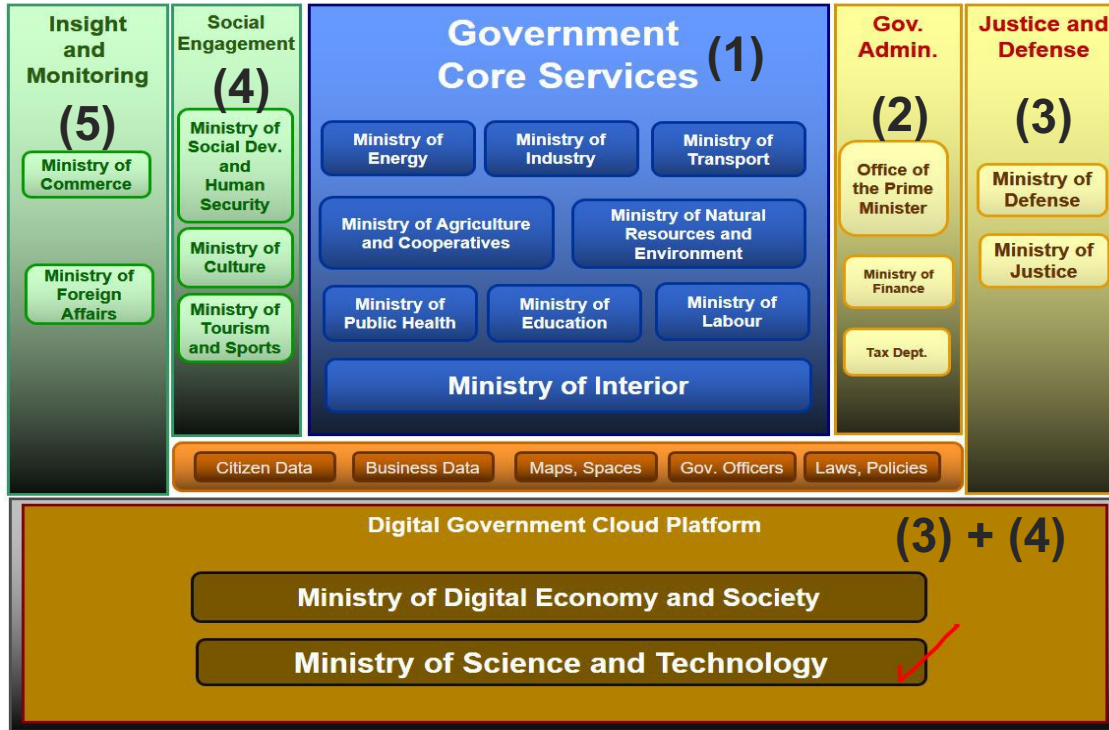 Insight
and
Monitoring
(5)
Ministry of
Commerce
Ministry of
Foreign
Affairs
Social
Engagement
(4)
Ministry of
Social Dev.
and
Human
Security
Ministry of
Culture
Ministry of
Tourism
and Sports
Government
Core Services
(1)
Ministry of
Energy
Ministry of
Industry
Ministry of
Transport
Ministry of Agriculture
and Cooperatives
Ministry of Natural
Resources and
Environment
Ministry of
Public Health
Ministry of
Education
Ministry of
Labour
Ministry of Interior
Gov.
Admin.
(2)
Office of
the Prime
Minister
Ministry of
Finance
Tax Dept.
Justice and
Defense
(3)
Ministry of
Defense
Ministry of
Justice
Citizen Data
Business Data
Maps, Spaces
Gov. Officers
Laws, Policies
Digital Government Cloud Platform
(3) + (4)
Ministry of Digital Economy and Society
Ministry of Science and Technology